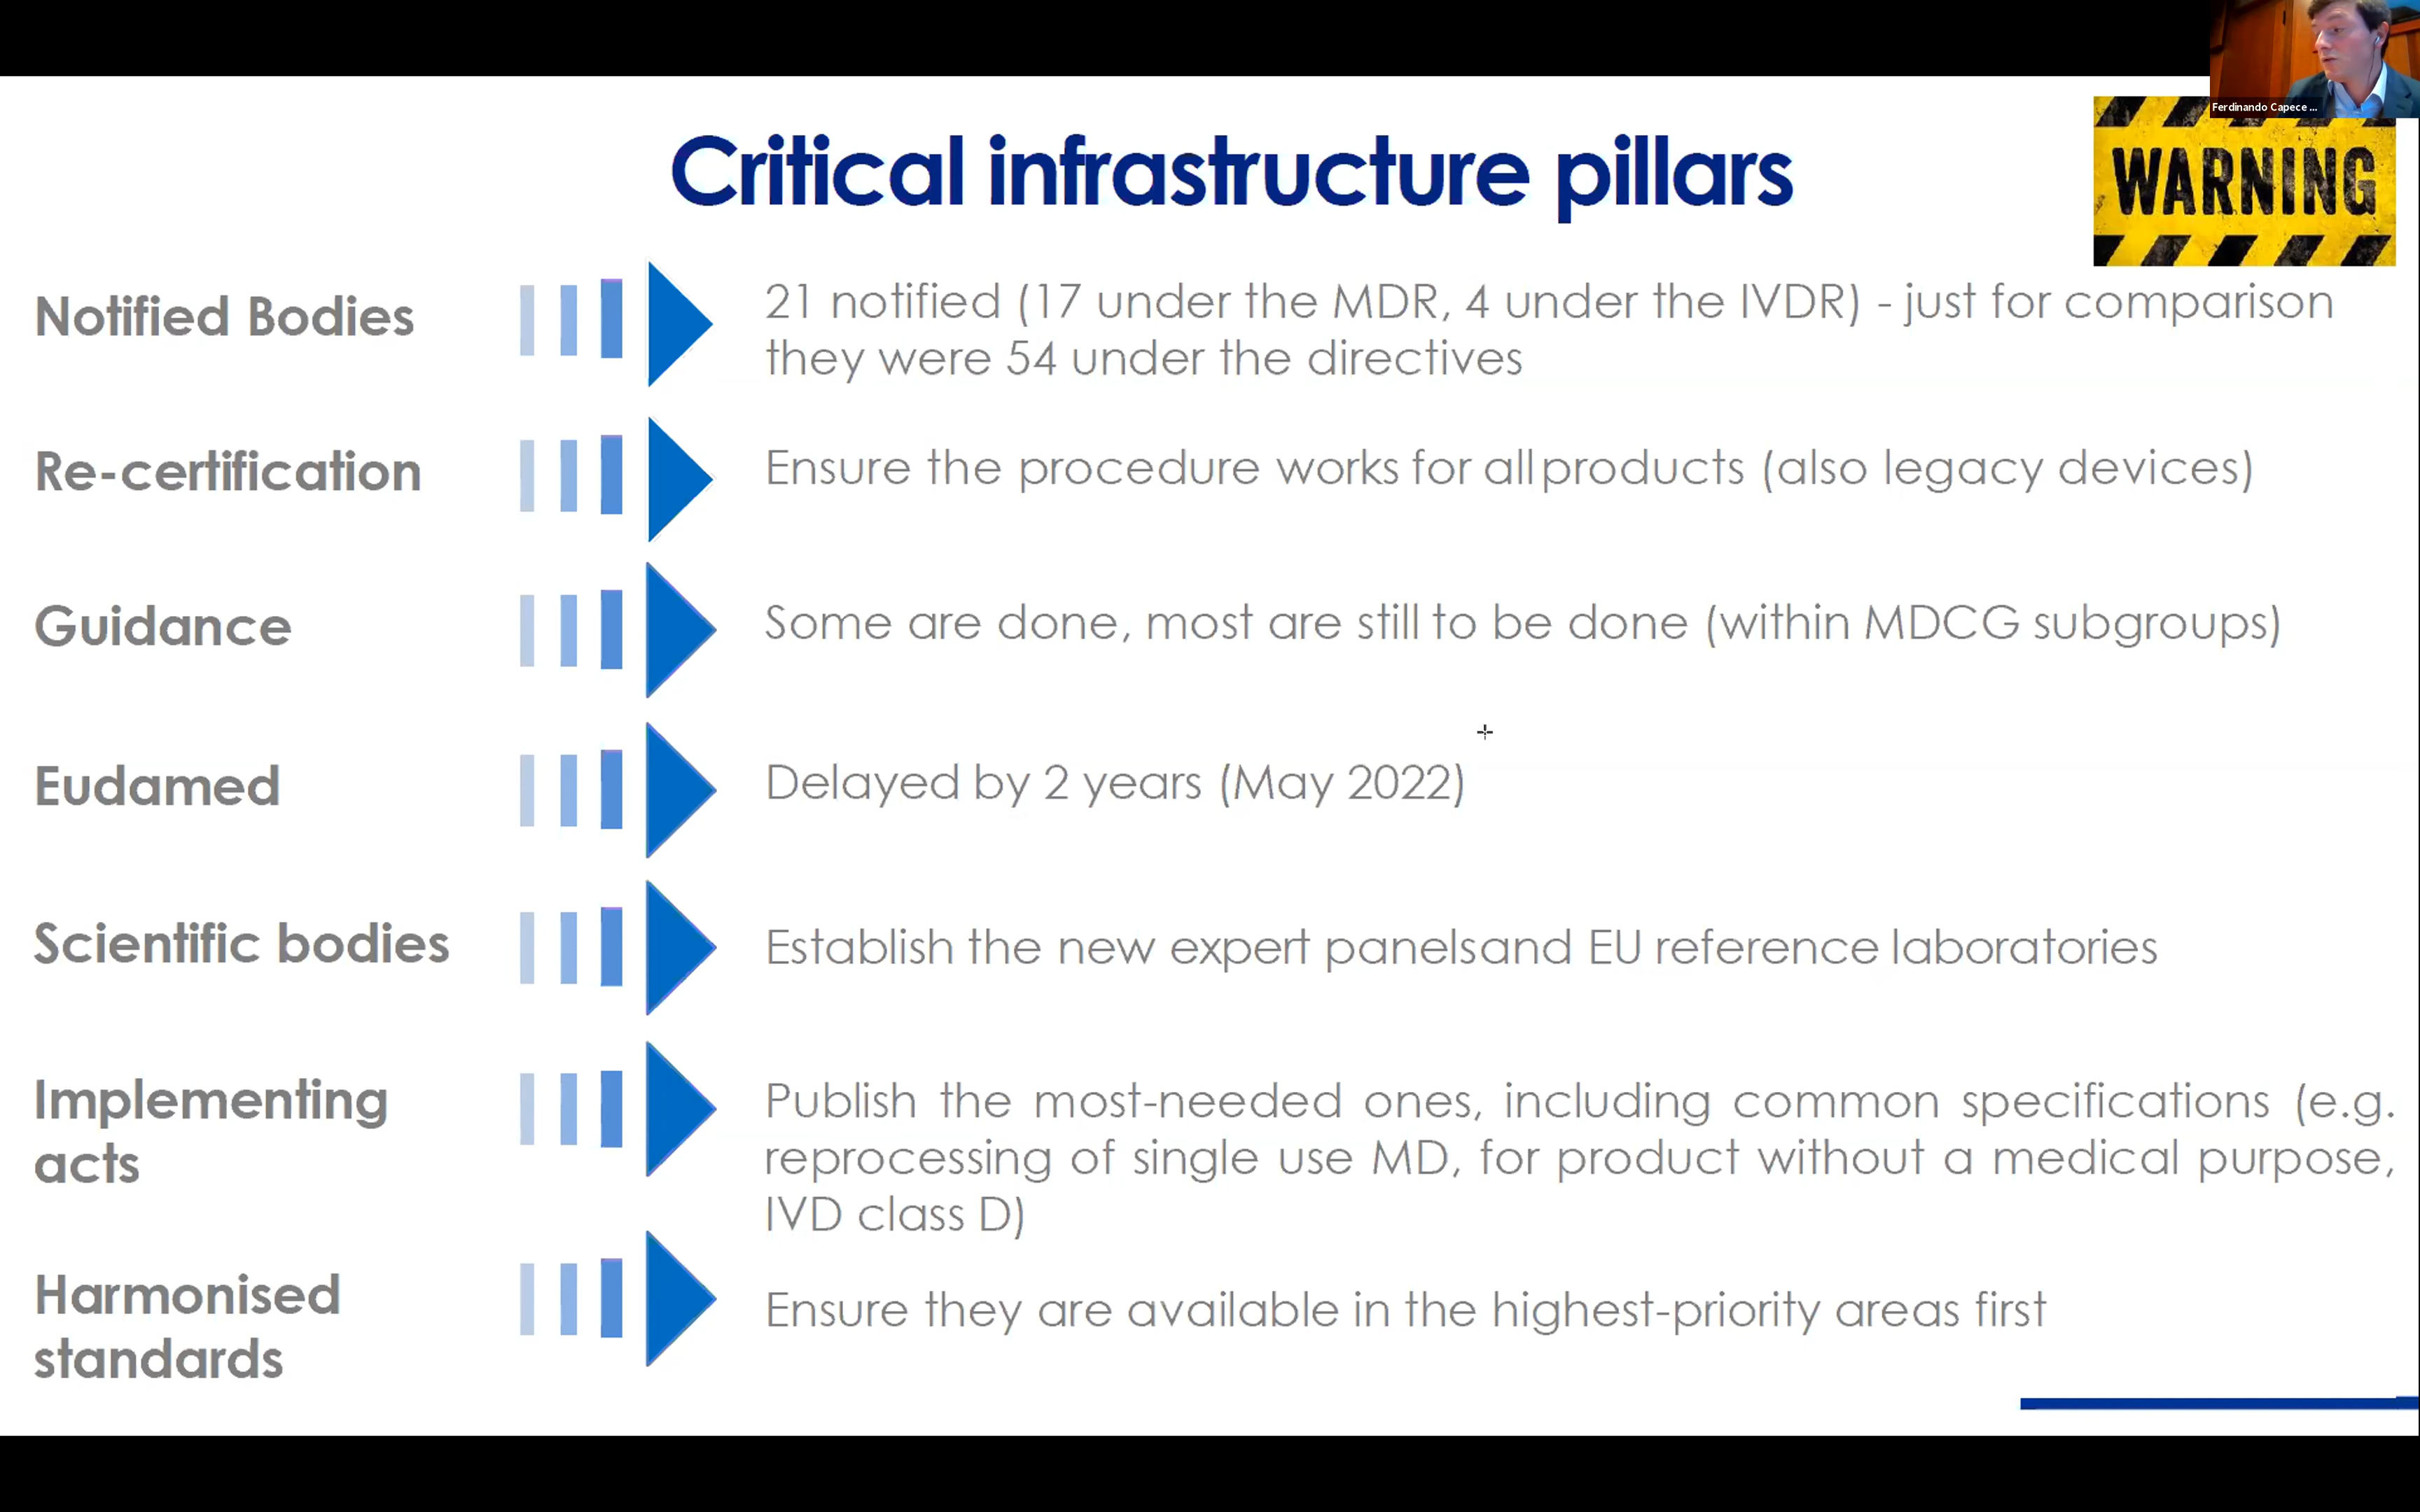 Ferdinando Capece ...
WARNING
Critical infrastructure pillars
Notified Bodies
21 notified (17 under the MDR, 4 under the IVDR) - just for comparison
they were 54 under the directives
Re-certification
Ensure the procedure works for all products (also legacy devices)
Guidance
Some are done, most are still to be done (within MDCG subgroups)
Eudamed
Delayed by 2 years (May 2022)
Scientific bodies
Establish the new expert panelsand EU reference laboratories
Implementing
acts
Publish the most-needed ones, including common specifications (e.g.
reprocessing of single use MD, for product without a medical purpose,
IVD class D)
Harmonised
standards
Ensure they are available in the highest-priority areas first